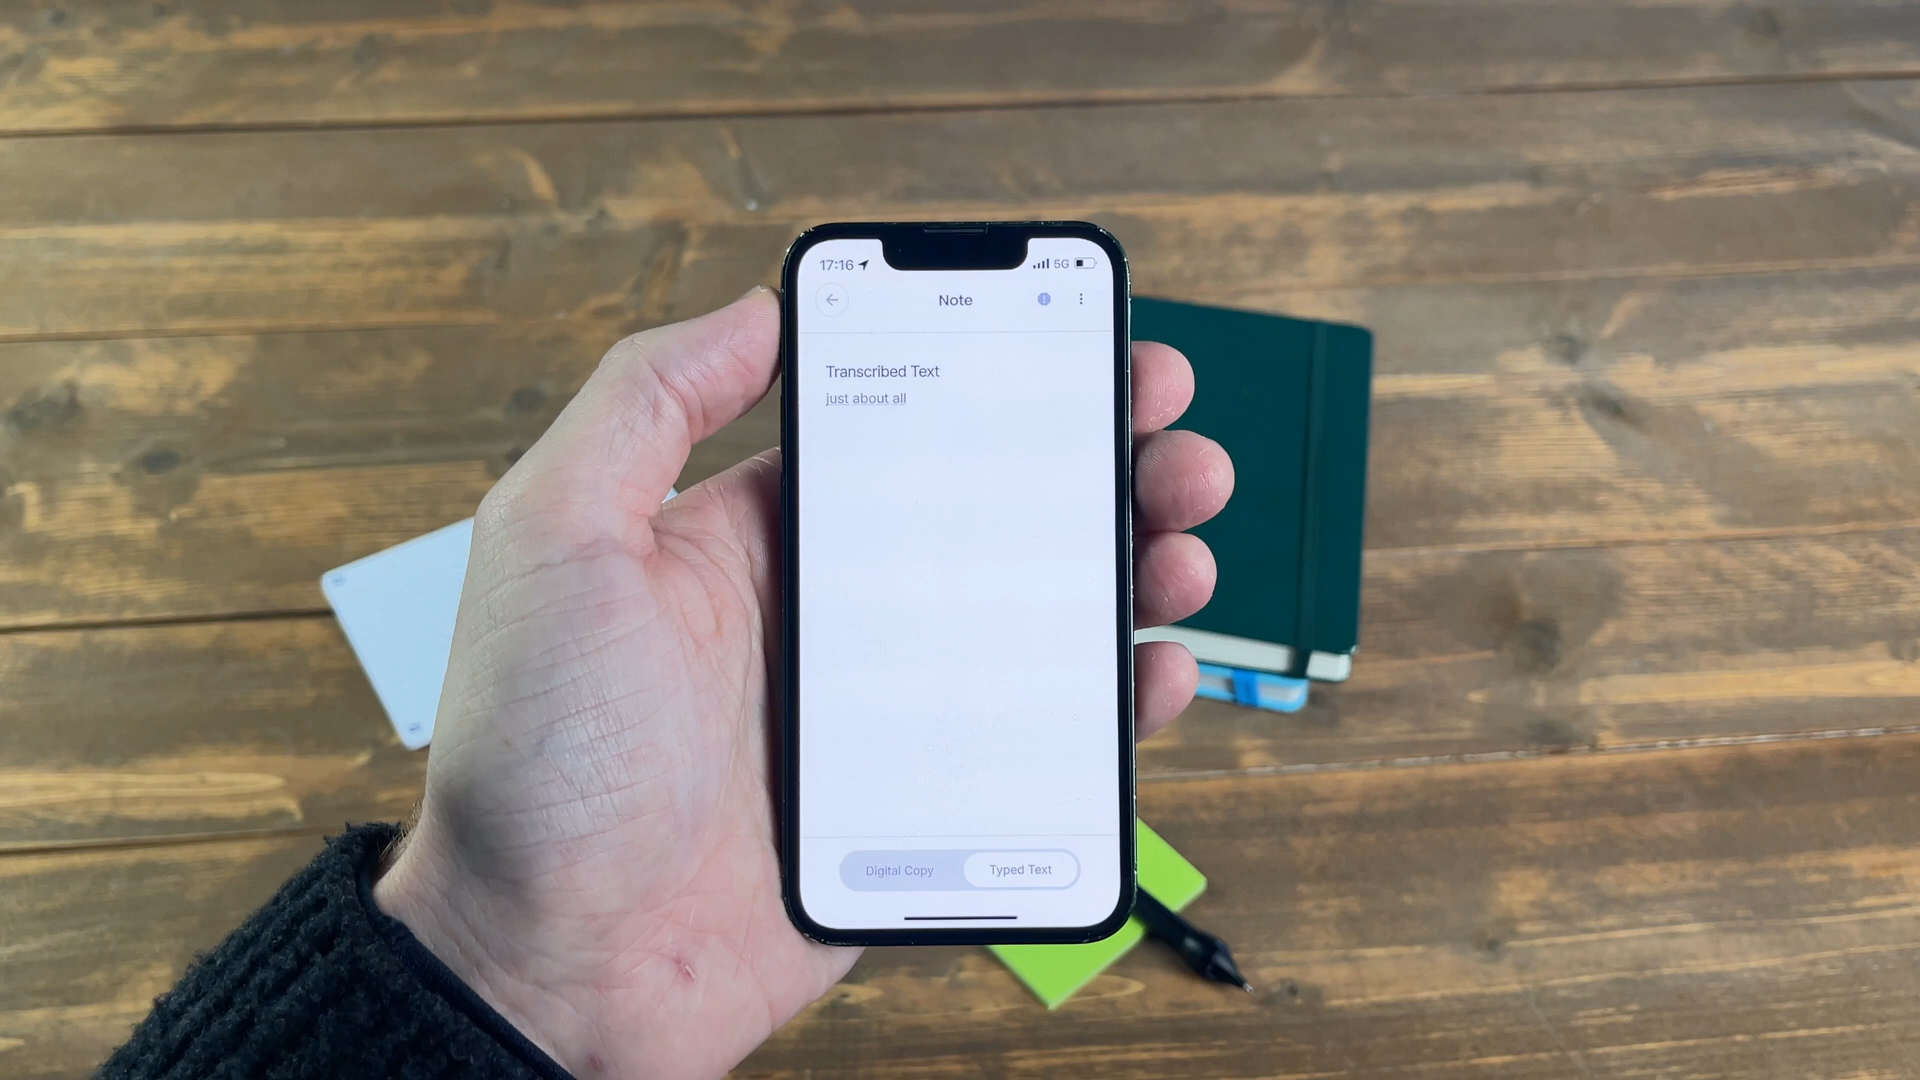 17:16 5G
Note
Transcribed Text
just about all
Digital Copy Typed Text